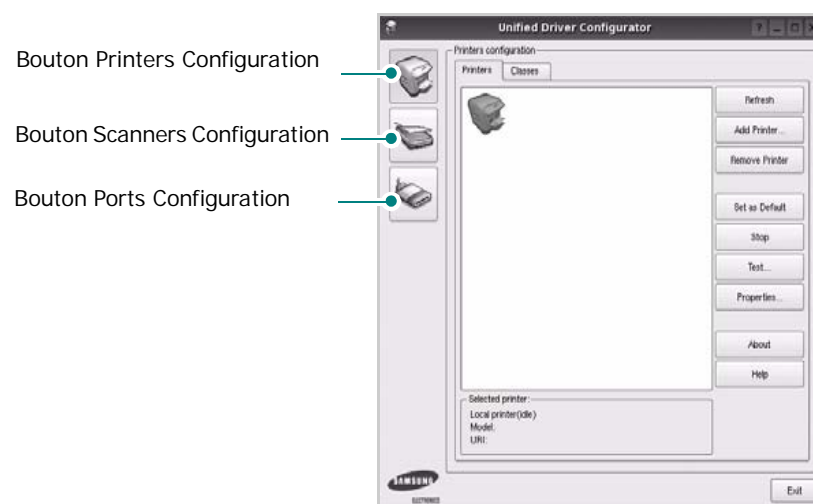 Unified Driver Configurator
Bouton Printers Configuration
Bouton Scanners Configuration
Bouton Ports Configuration
Printers configuration
Printers Classes
Refresh
Add Printer...
Remove Printer
Set as Default
Stop
Test...
Properties...
About
Help
Selected printer:
Local printer(idle)
Model:
URI:
SAMSUNG
ELECTRONICS
Exit